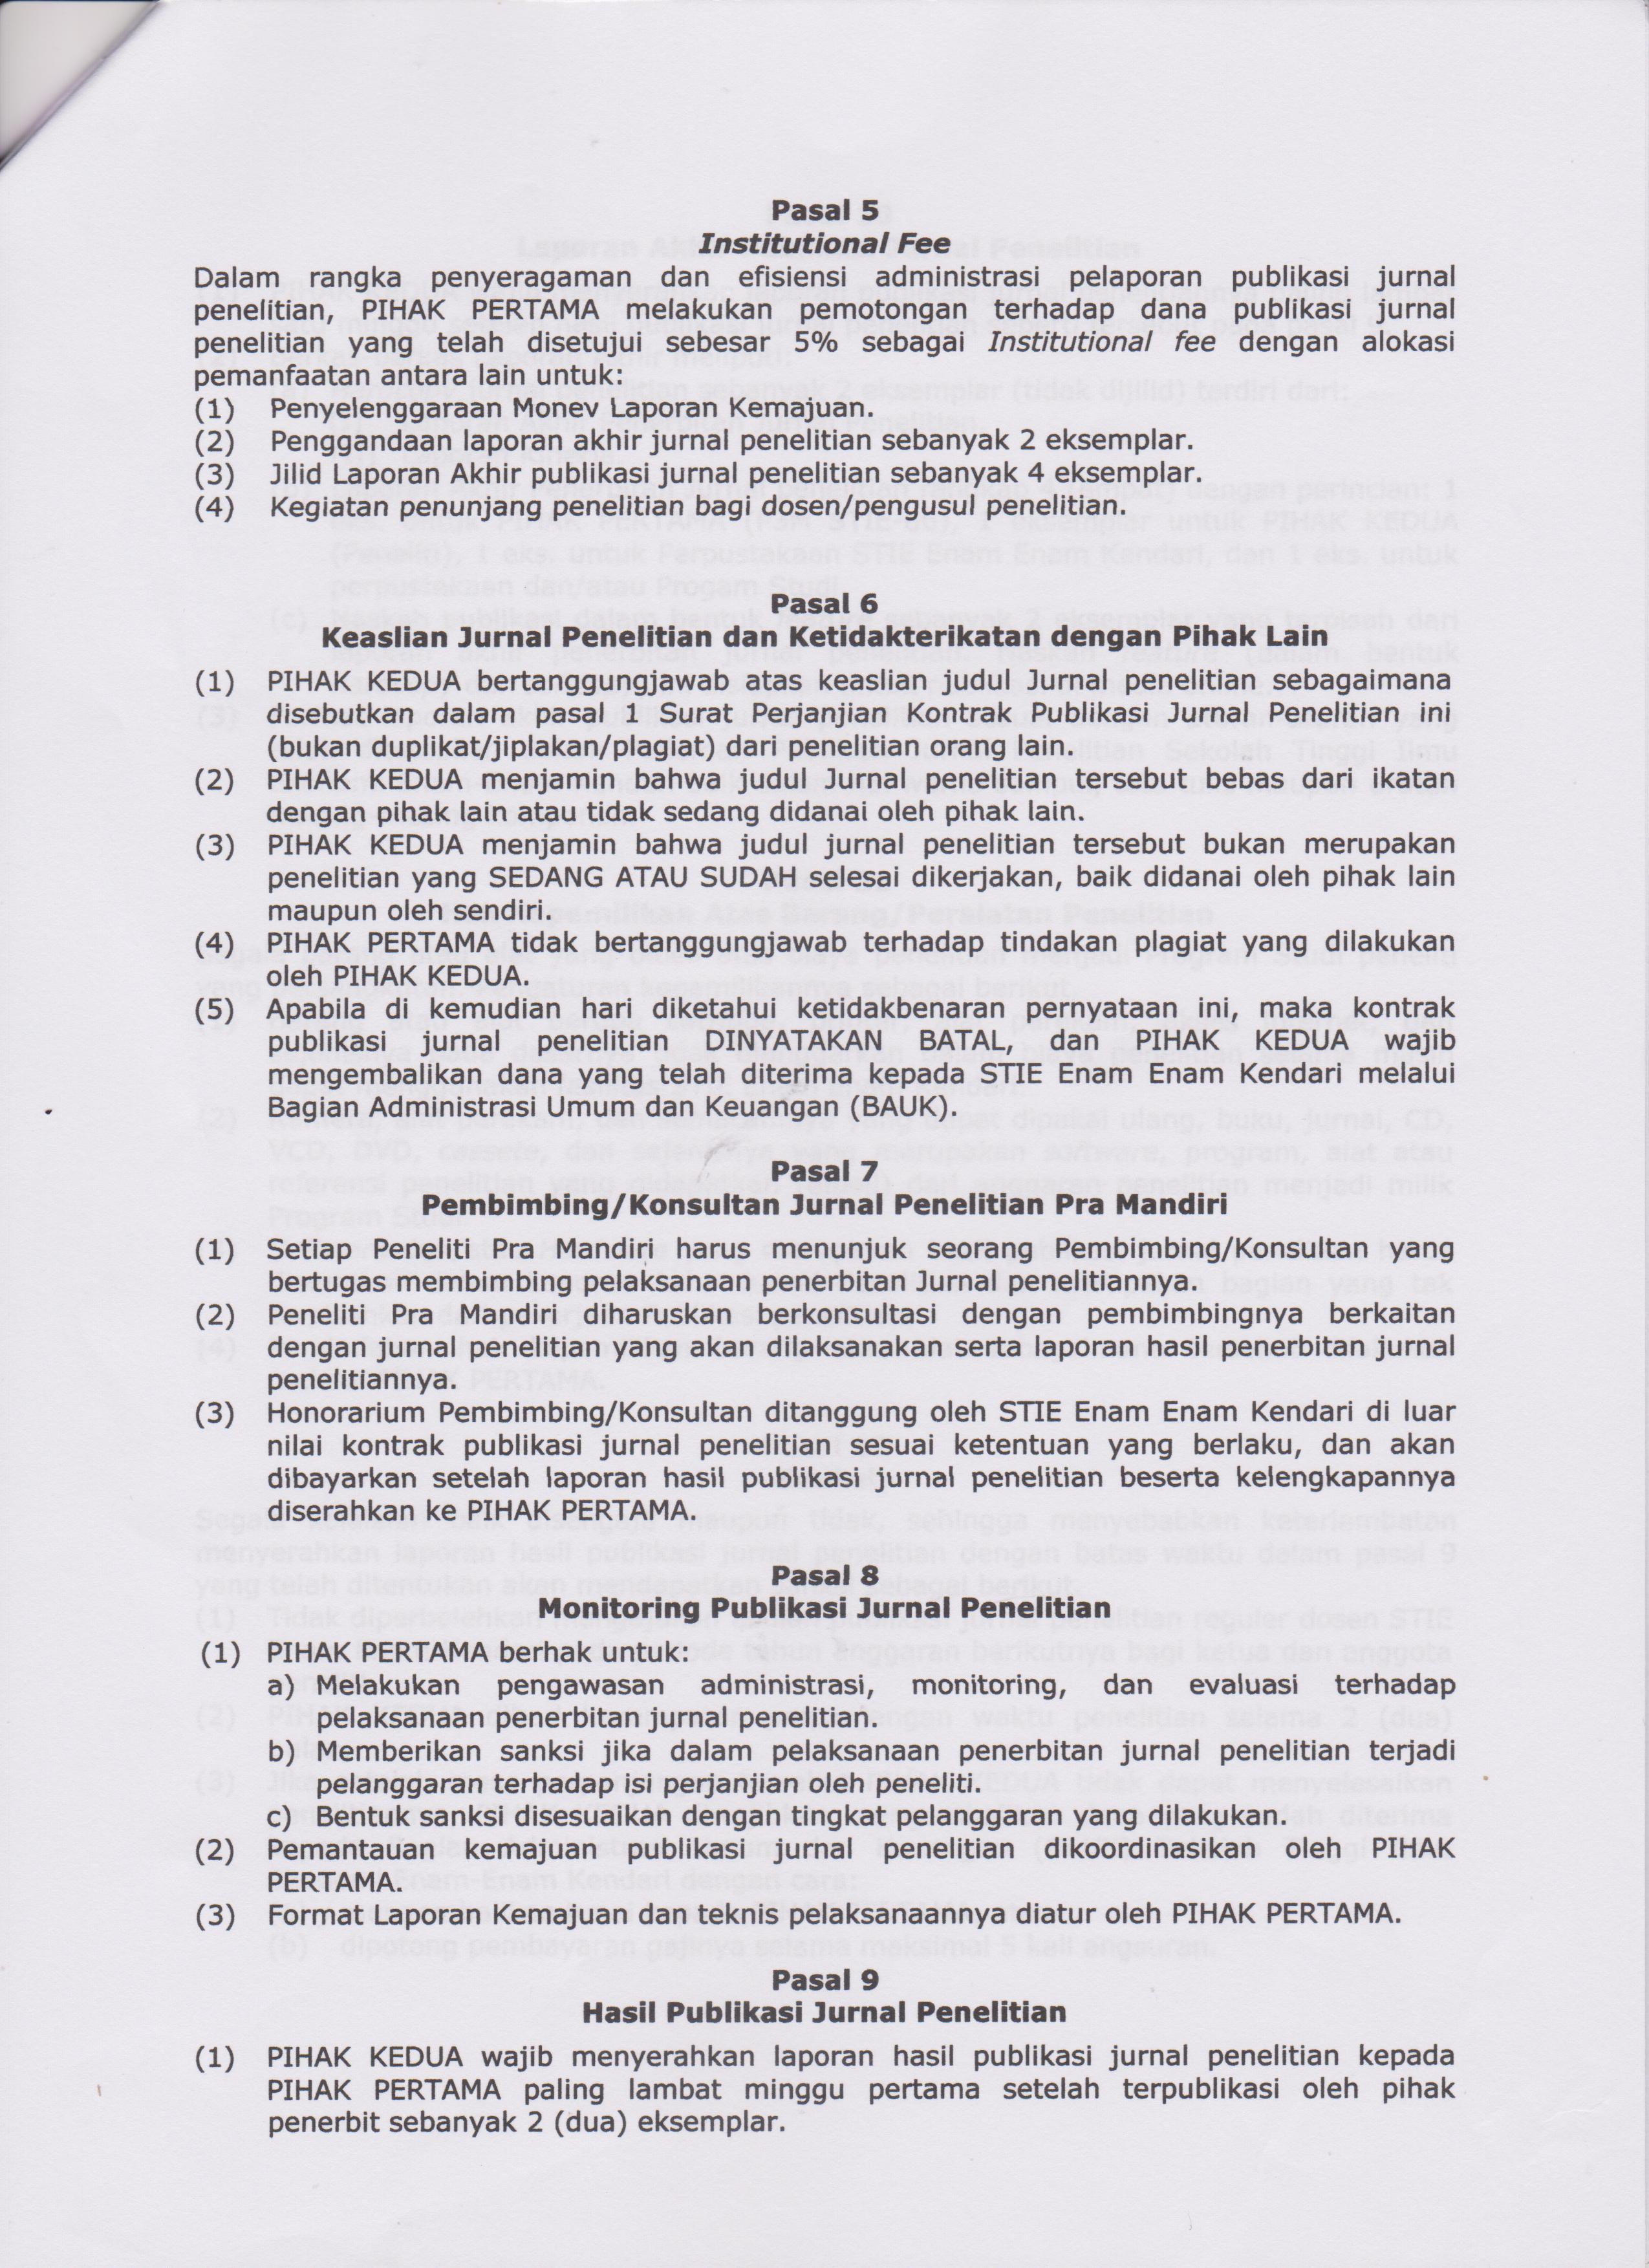 Pasal 5
Institutional Fee
Dalam rangka penyeragaman dan efisiensi administrasi pelaporan publikasi jurnal
penelitian, PIHAK PERTAMA melakukan pemotongan terhadap dana publikasi jurnal
penelitian yang telah disetujui sebesar 5% sebagai Institutional fee dengan alokasi
pemanfaatan antara lain untuk:
(1) Penyelenggaraan Monev Laporan Kemajuan.
(2) Penggandaan laporan akhir jurnal penelitian sebanyak 2 eksemplar.
(3) Jilid Laporan Akhir publikasi jurnal penelitian sebanyak 4 eksemplar.
(4) Kegiatan penunjang penelitian bagi dosen/pengusul penelitian.
Pasal 6
Keaslian Jurnal Penelitian dan Ketidakterikatan dengan Pihak Lain
(1) PIHAK KEDUA bertanggungjawab atas keaslian judul Jurnal penelitian sebagaimana
disebutkan dalam pasal 1 Surat Perjanjian Kontrak Publikasi Jurnal Penelitian ini
(bukan duplikat/jiplakan/plagiat) dari penelitian orang lain.
(2) PIHAK KEDUA menjamin bahwa judul Jurnal penelitian tersebut bebas dari ikatan
dengan pihak lain atau tidak sedang didanai oleh pihak lain.
(3) PIHAK KEDUA menjamin bahwa judul jurnal penelitian tersebut bukan merupakan
penelitian yang SEDANG ATAU SUDAH selesai dikerjakan, baik didanai oleh pihak lain
maupun oleh sendiri.
(4) PIHAK PERTAMA tidak bertanggungjawab terhadap tindakan plagiat yang dilakukan
oleh PIHAK KEDUA.
(5) Apabila di kemudian hari diketahui ketidakbenaran pernyataan ini, maka kontrak
publikasi jurnal penelitian DINYATAKAN BATAL, dan PIHAK KEDUA wajib
mengembalikan dana yang telah diterima kepada STIE Enam Enam Kendari melalui
Bagian Administrasi Umum dan Keuangan (BAUK).
Pasal 7
Pembimbing/Konsultan Jurnal Penelitian Pra Mandiri
(1) Setiap Peneliti Pra Mandiri harus menunjuk seorang Pembimbing/Konsultan yang
bertugas membimbing pelaksanaan penerbitan Jurnal penelitiannya.
(2) Peneliti Pra Mandiri diharuskan berkonsultasi dengan pembimbingnya berkaitan
dengan jurnal penelitian yang akan dilaksanakan serta laporan hasil penerbitan jurnal
penelitiannya.
(3) Honorarium Pembimbing/Konsultan ditanggung oleh STIE Enam Enam Kendari di luar
nilai kontrak publikasi jurnal penelitian sesuai ketentuan yang berlaku, dan akan
dibayarkan setelah laporan hasil publikasi jurnal penelitian beserta kelengkapannya
diserahkan ke PIHAK PERTAMA.
Pasal 8
Monitoring Publikasi Jurnal Penelitian
(1) PIHAK PERTAMA berhak untuk:
a) Melakukan pengawasan administrasi, monitoring, dan evaluasi terhadap
pelaksanaan penerbitan jurnal penelitian.
b) Memberikan sanksi jika dalam pelaksanaan penerbitan jurnal penelitian terjadi
pelanggaran terhadap isi perjanjian oleh peneliti.
c) Bentuk sanksi disesuaikan dengan tingkat pelanggaran yang dilakukan.
(2) Pemantauan kemajuan publikasi jurnal penelitian dikoordinasikan oleh PIHAK
PERTAMA.
(3) Format Laporan Kemajuan dan teknis pelaksanaannya diatur oleh PIHAK PERTAMA.
Pasal 9
Hasil Publikasi Jurnal Penelitian
(1) PIHAK KEDUA wajib menyerahkan laporan hasil publikasi jurnal penelitian kepada
PIHAK PERTAMA paling lambat minggu pertama setelah terpublikasi oleh pihak
penerbit sebanyak 2 (dua) eksemplar.